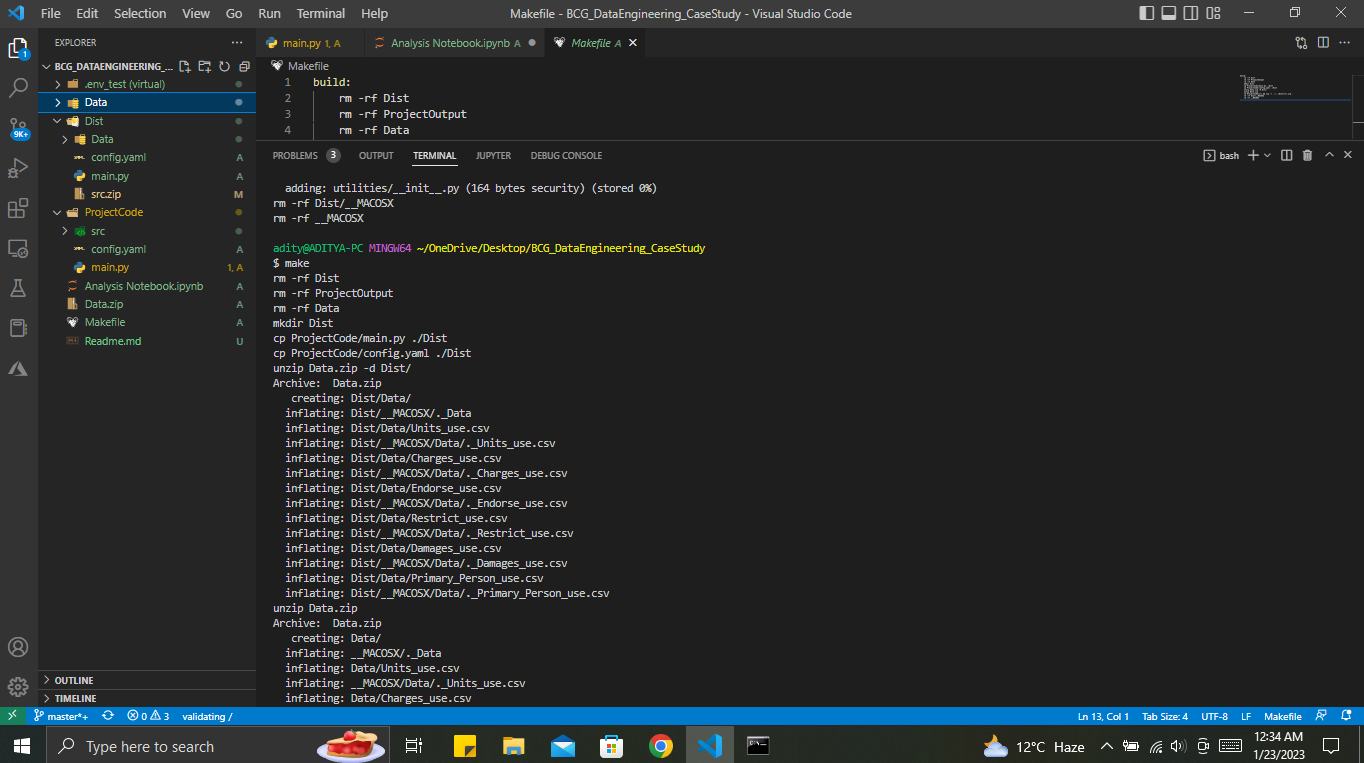 File Edit Selection View Go Run Terminal Help
Makefile - BCG_DataEngineering_CaseStudy - Visual Studio Code
EXPLORER
BCG_DATAENGINEERING_...
.env_test (virtual)
Data
Dist
Data
config.yaml A
main.py A
src.zip M
ProjectCode
src
config.yaml A
main.py 1, A
Analysis Notebook.ipynb A
Data.zip A
Makefile A
Readme.md U
OUTLINE
TIMELINE
1
9K+
main.py 1, A
Analysis Notebook.ipynb A
Makefile A
Makefile
1 build:
2 rm -rf Dist
3 rm -rf ProjectOutput
4 rm -rf Data
PROBLEMS 3 OUTPUT TERMINAL JUPYTER DEBUG CONSOLE
bash
adding: utilities/__init__.py (164 bytes security) (stored 0%)
rm -rf Dist/__MACOSX
rm -rf __MACOSX
adity@ADITYA-PC MINGW64 ~/OneDrive/Desktop/BCG_DataEngineering_CaseStudy
$ make
rm -rf Dist
rm -rf ProjectOutput
rm -rf Data
mkdir Dist
cp ProjectCode/main.py ./Dist
cp ProjectCode/config.yaml ./Dist
unzip Data.zip -d Dist/
Archive:  Data.zip
creating: Dist/Data/
inflating: Dist/__MACOSX/._Data
inflating: Dist/Data/Units_use.csv
inflating: Dist/__MACOSX/Data/._Units_use.csv
inflating: Dist/Data/Charges_use.csv
inflating: Dist/__MACOSX/Data/._Charges_use.csv
inflating: Dist/Data/Endorse_use.csv
inflating: Dist/__MACOSX/Data/._Endorse_use.csv
inflating: Dist/Data/Restrict_use.csv
inflating: Dist/__MACOSX/Data/._Restrict_use.csv
inflating: Dist/Data/Damages_use.csv
inflating: Dist/__MACOSX/Data/._Damages_use.csv
inflating: Dist/Data/Primary_Person_use.csv
inflating: Dist/__MACOSX/Data/._Primary_Person_use.csv
unzip Data.zip
Archive:  Data.zip
creating: Data/
inflating: __MACOSX/._Data
inflating: Data/Units_use.csv
inflating: __MACOSX/Data/._Units_use.csv
inflating: Data/Charges_use.csv
master*+ 0 3 validating /
Ln 13, Col 1 Tab Size: 4 UTF-8 LF Makefile
Type here to search
12°C Haze
12:34 AM
1/23/2023